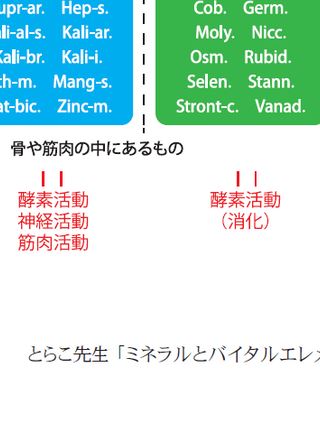 upr-ar. Hep-s.
li-al-s. Kali-ar.
Kali-br. Kali-i.
th-m. Mang-s.
at-bic. Zinc-m.
Cob. Germ.
Moly. Nicc.
Osm. Rubid.
Selen. Stann.
Stront-c. Vanad.
骨や筋肉の中にあるもの
酵素活動
神経活動
筋肉活動
酵素活動
（消化）
とらこ先生「ミネラルとバイタルエレメ